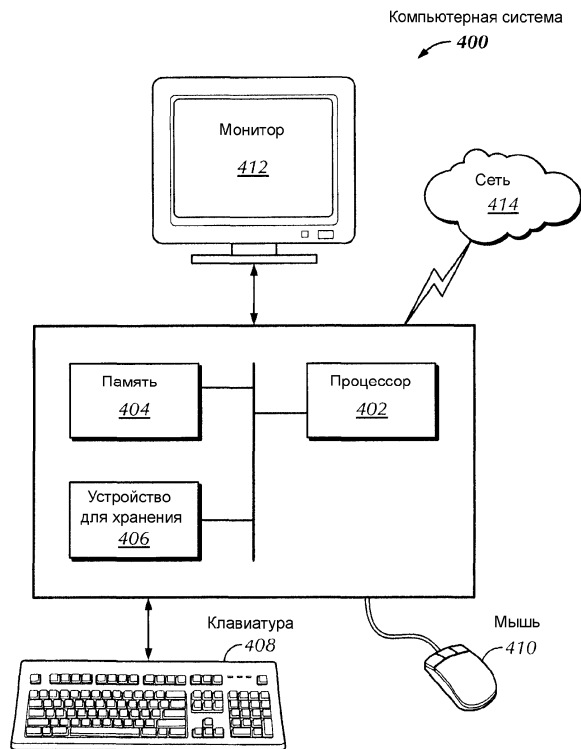 Компьютерная система
400
Монитор
412
Сеть
414
Память
404
Процессор
402
Устройство
для хранения
406
Клавиатура
408
Мышь
410